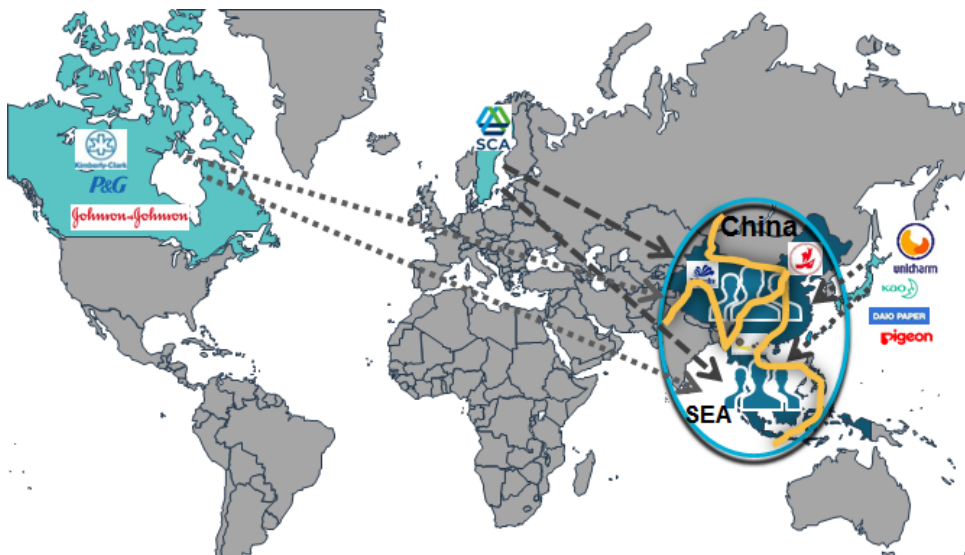 SCA
Kimberly-Clark
P&G
Johnson & Johnson
China
unicharm
Kao
DAIO PAPER
Pigeon
SEA